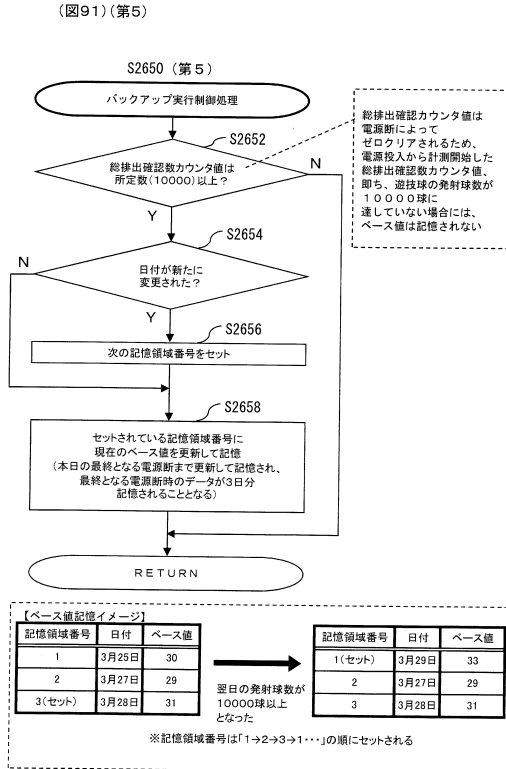 (図91)(第5)
S2650 (第5)
バックアップ実行制御処理
S2652
総排出確認数カウンタ値は
所定数(10000)以上?
N
Y
総排出確認カウンタ値は
電源断によって
ゼロクリアされるため、
電源投入から計測開始した
総排出確認数カウンタ値、
即ち、遊技球の発射球数が
10000球に
達していない場合には、
ベース値は記憶されない
S2654
日付が新たに
変更された?
N
Y
S2656
次の記憶領域番号をセット
S2658
セットされている記憶領域番号に
現在のベース値を更新して記憶
(本日の最終となる電源断まで更新して記憶され、
最終となる電源断時のデータが3日分
記憶されることとなる)
RETURN
【ベース値記憶イメージ】
記憶領域番号 日付 ベース値
1 3月25日 30
2 3月27日 29
3(セット) 3月28日 31
翌日の発射球数が
10000球以上
となった
記憶領域番号 日付 ベース値
1(セット) 3月29日 33
2 3月27日 29
3 3月28日 31
※記憶領域番号は「1→2→3→1・・・」の順にセットされる